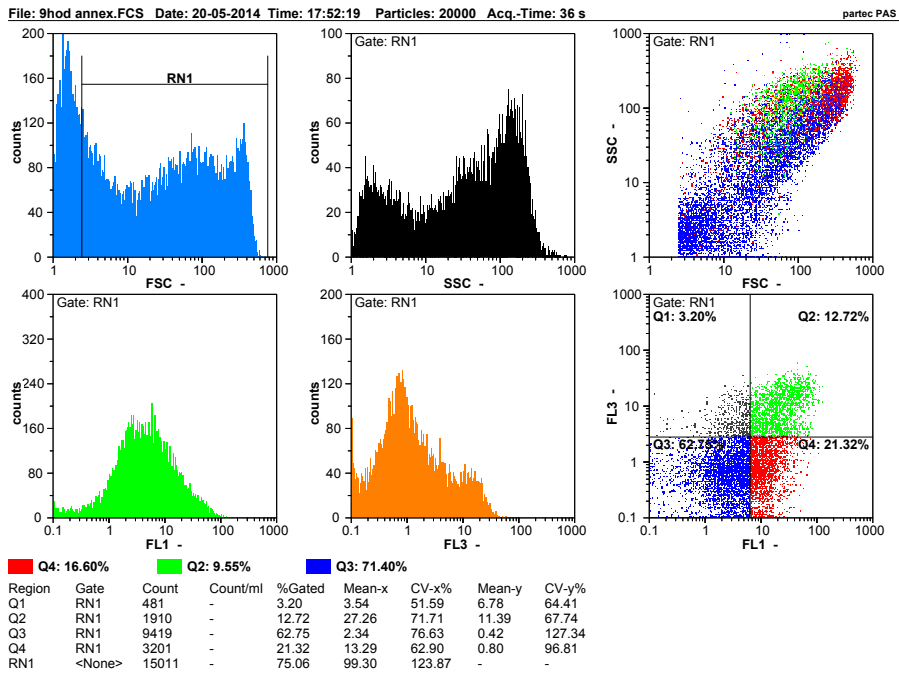 File: 9hod annex.FCS Date: 20-05-2014 Time: 17:52:19 Particles: 20000 Acq.-Time: 36 s partec PAS
200
160
120
80
40
0
counts
RN1
1 10 100 1000
FSC -
100
80
60
40
20
0
counts
Gate: RN1
1 10 100 1000
SSC -
1000
100
10
1
SSC -
Gate: RN1
1 10 100 1000
FSC -
400
320
240
160
80
0
counts
Gate: RN1
0.1 1 10 100 1000
FL1 -
200
160
120
80
40
0
counts
Gate: RN1
0.1 1 10 100 1000
FL3 -
1000
100
10
1
0.1
FL3 -
Gate: RN1
Q1: 3.20% Q2: 12.72%
Q3: 62.75% Q4: 21.32%
0.1 1 10 100 1000
FL1 -
Q4: 16.60% Q2: 9.55% Q3: 71.40%
Region Gate Count Count/ml %Gated Mean-x CV-x% Mean-y CV-y%
Q1 RN1 481 - 3.20 3.54 51.59 6.78 64.41
Q2 RN1 1910 - 12.72 27.26 71.71 11.39 67.74
Q3 RN1 9419 - 62.75 2.34 76.63 0.42 127.34
Q4 RN1 3201 - 21.32 13.29 62.90 0.80 96.81
RN1 <None> 15011 - 75.06 99.30 123.87 - -